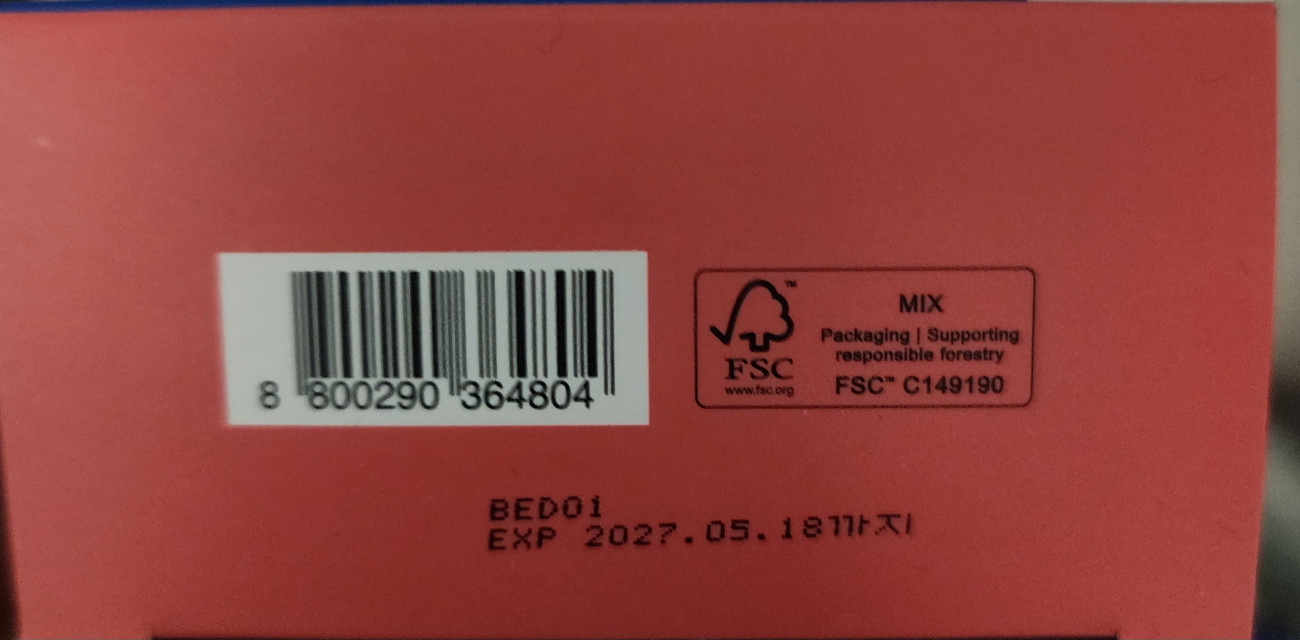 8 800290 364804
™
FSC
www.fsc.org
MIX
Packaging | Supporting
responsible forestry
FSC™ C149190
BED01
EXP 2027.05.18까지